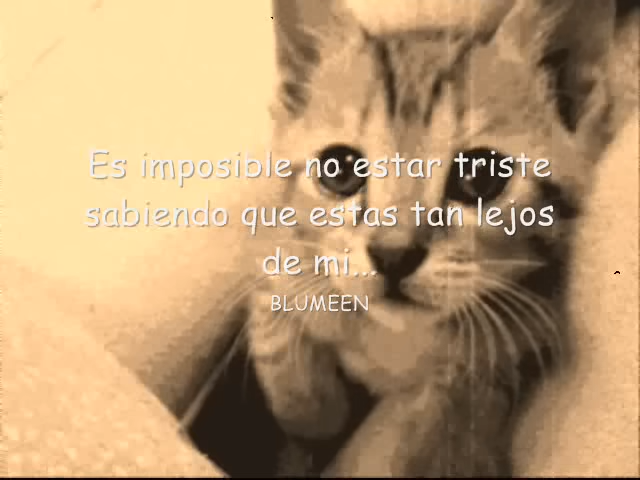 Es imposible no estar triste
sabiendo que estas tan lejos
de mi...
BLUMEEN